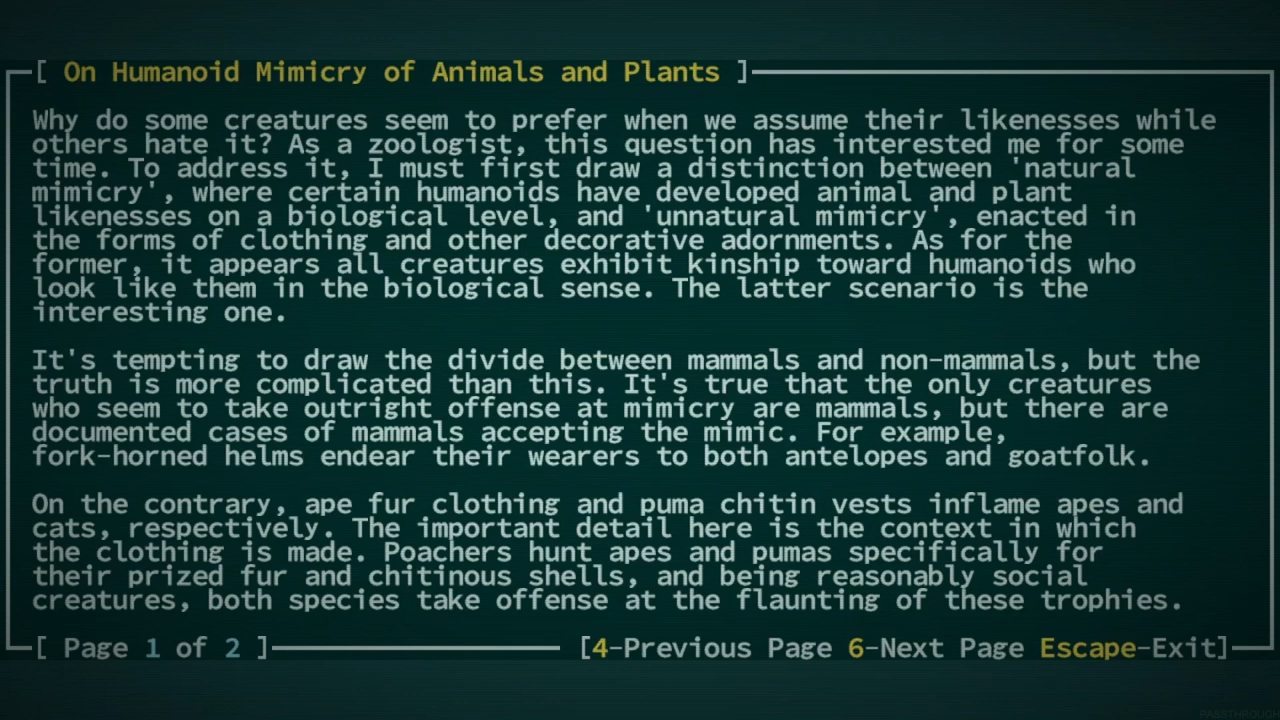 [ On Humanoid Mimicry of Animals and Plants ]
Why do some creatures seem to prefer when we assume their likenesses while
others hate it? As a zoologist, this question has interested me for some
time. To address it, I must first draw a distinction between 'natural
mimicry', where certain humanoids have developed animal and plant
likenesses on a biological level, and 'unnatural mimicry', enacted in
the forms of clothing and other decorative adornments. As for the
former, it appears all creatures exhibit kinship toward humanoids who
look like them in the biological sense. The latter scenario is the
interesting one.
It's tempting to draw the divide between mammals and non-mammals, but the
truth is more complicated than this. It's true that the only creatures
who seem to take outright offense at mimicry are mammals, but there are
documented cases of mammals accepting the mimic. For example,
fork-horned helms endear their wearers to both antelopes and goatfolk.
On the contrary, ape fur clothing and puma chitin vests inflame apes and
cats, respectively. The important detail here is the context in which
the clothing is made. Poachers hunt apes and pumas specifically for
their prized fur and chitinous shells, and being reasonably social
creatures, both species take offense at the flaunting of these trophies.
[ Page 1 of 2 ] [4-Previous Page 6-Next Page Escape-Exit]